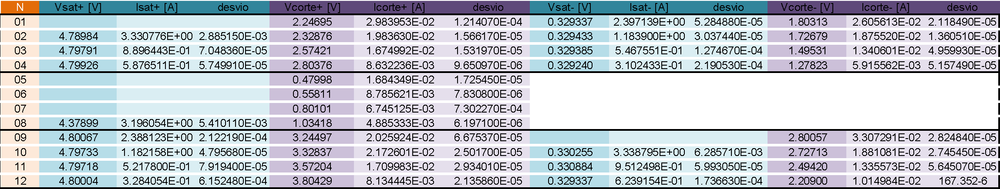 N Vsat+ [V] Isat+ [A] desvio Vcorte+ [V] Icorte+ [A] desvio Vsat- [V] Isat- [A] desvio Vcorte- [V] Icorte- [A] desvio
01 2.24695 2.983953E-02 1.214070E-04 0.329337 2.397139E+00 5.284880E-05 1.80313 2.605613E-02 2.118490E-05
02 4.78984 3.330776E+00 2.885150E-03 2.32876 1.983630E-02 1.566170E-05 0.329433 1.183900E+00 3.037440E-05 1.72679 1.875520E-02 1.360510E-05
03 4.79791 8.896443E-01 7.048360E-05 2.57421 1.674992E-02 1.531970E-05 0.329385 5.467551E-01 1.274670E-04 1.49531 1.340601E-02 4.959930E-05
04 4.79926 5.876511E-01 5.749910E-05 2.80376 8.632236E-03 9.650970E-06 0.329240 3.102433E-01 2.190530E-04 1.27823 5.915562E-03 5.157490E-05
05 0.47998 1.684349E-02 1.725450E-05
06 0.55811 8.785621E-03 7.830800E-06
07 0.80101 6.745125E-03 7.302270E-04
08 4.37899 3.196054E+00 5.410110E-03 1.03418 4.885333E-03 6.197100E-06
09 4.80067 2.388123E+00 2.122190E-04 3.24497 2.025924E-02 6.675370E-05 2.80057 3.307291E-02 2.824840E-05
10 4.79733 1.182158E+00 4.795680E-05 3.32837 2.172601E-02 2.501700E-05 0.330255 3.338795E+00 6.285710E-03 2.72713 1.881081E-02 2.745450E-05
11 4.79718 5.217800E-01 7.919400E-05 3.57204 1.709983E-02 2.934010E-05 0.330884 9.512498E-01 5.993050E-05 2.49420 1.335573E-02 5.645070E-05
12 4.80004 3.284054E-01 6.152480E-04 3.80429 8.134445E-03 2.135860E-05 0.329337 6.239154E-01 1.736630E-04 2.20900 1.014984E-02 167.352-6